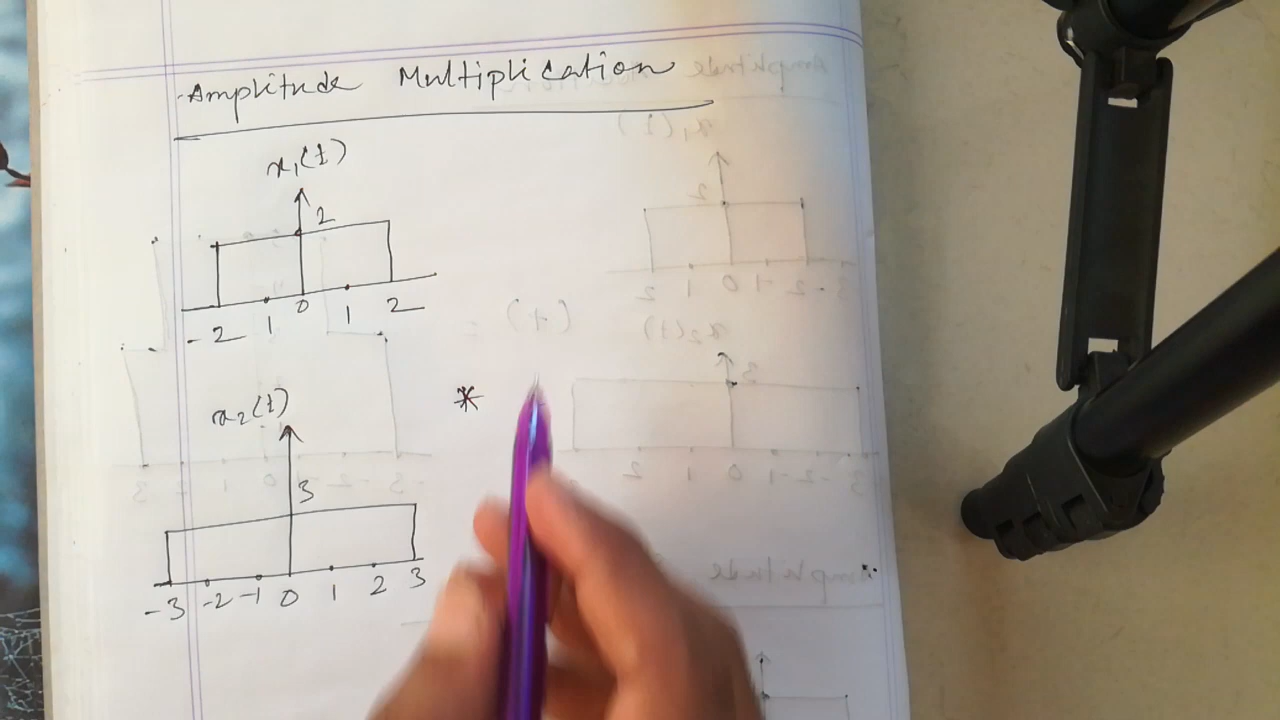 Amplitude Multiplication
x₁(t)
2
-2 1 0 1 2
x₂(t)
*
3
-3 -2 -1 0 1 2 3